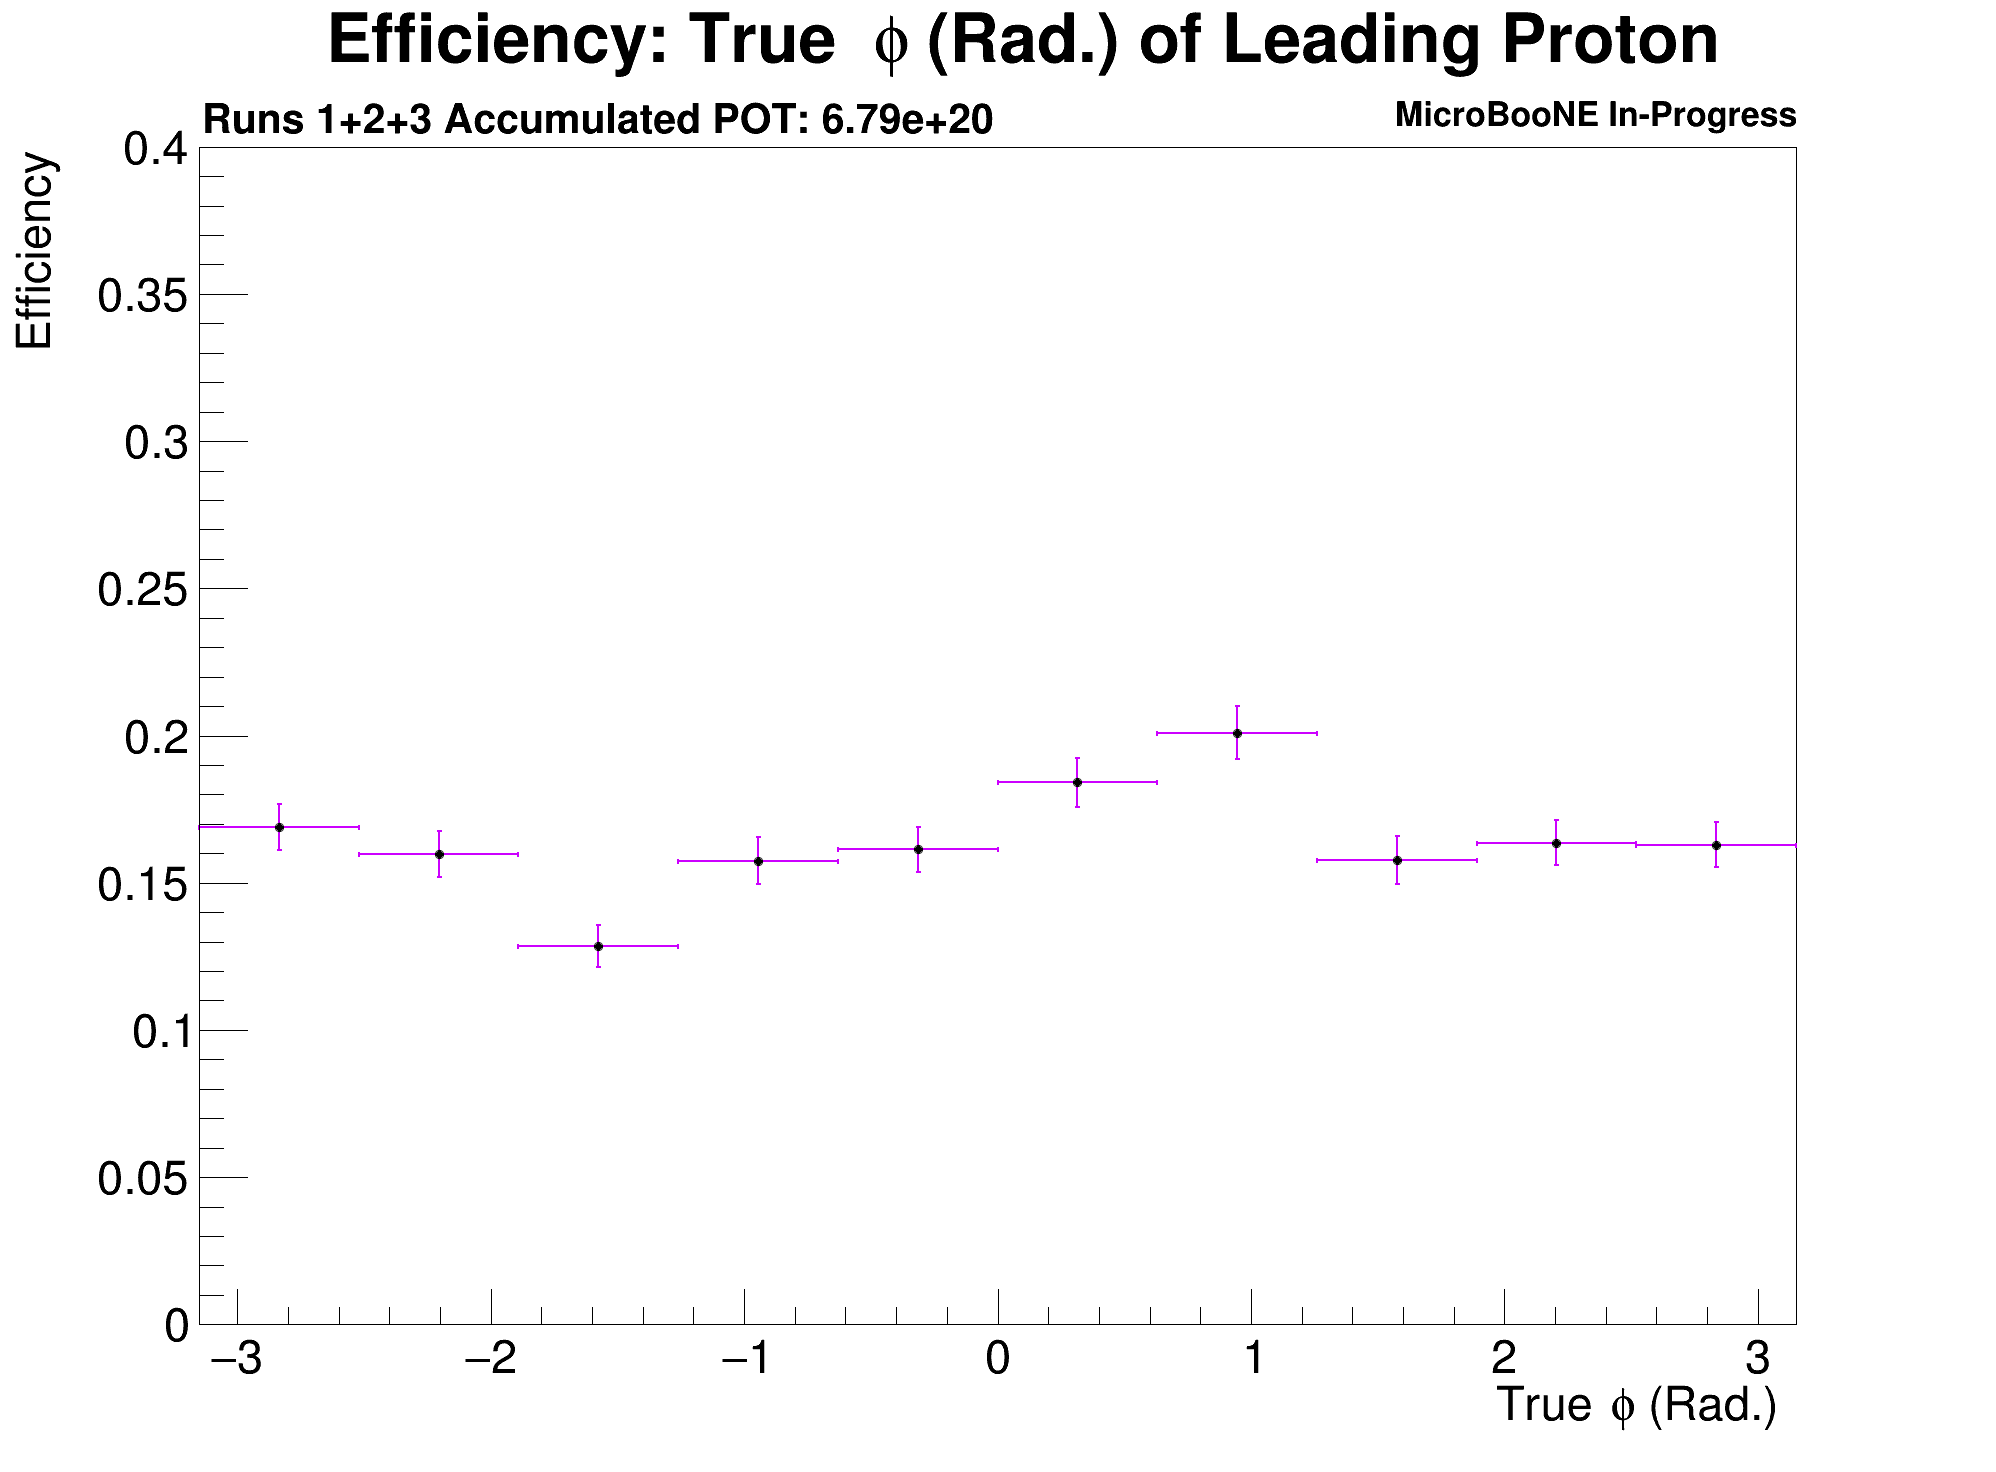 Efficiency: True ϕ (Rad.) of Leading Proton
Runs 1+2+3 Accumulated POT: 6.79e+20
MicroBooNE In-Progress
Efficiency
0.4
0.35
0.3
0.25
0.2
0.15
0.1
0.05
0
−3 −2 −1 0 1 2 3
True ϕ (Rad.)